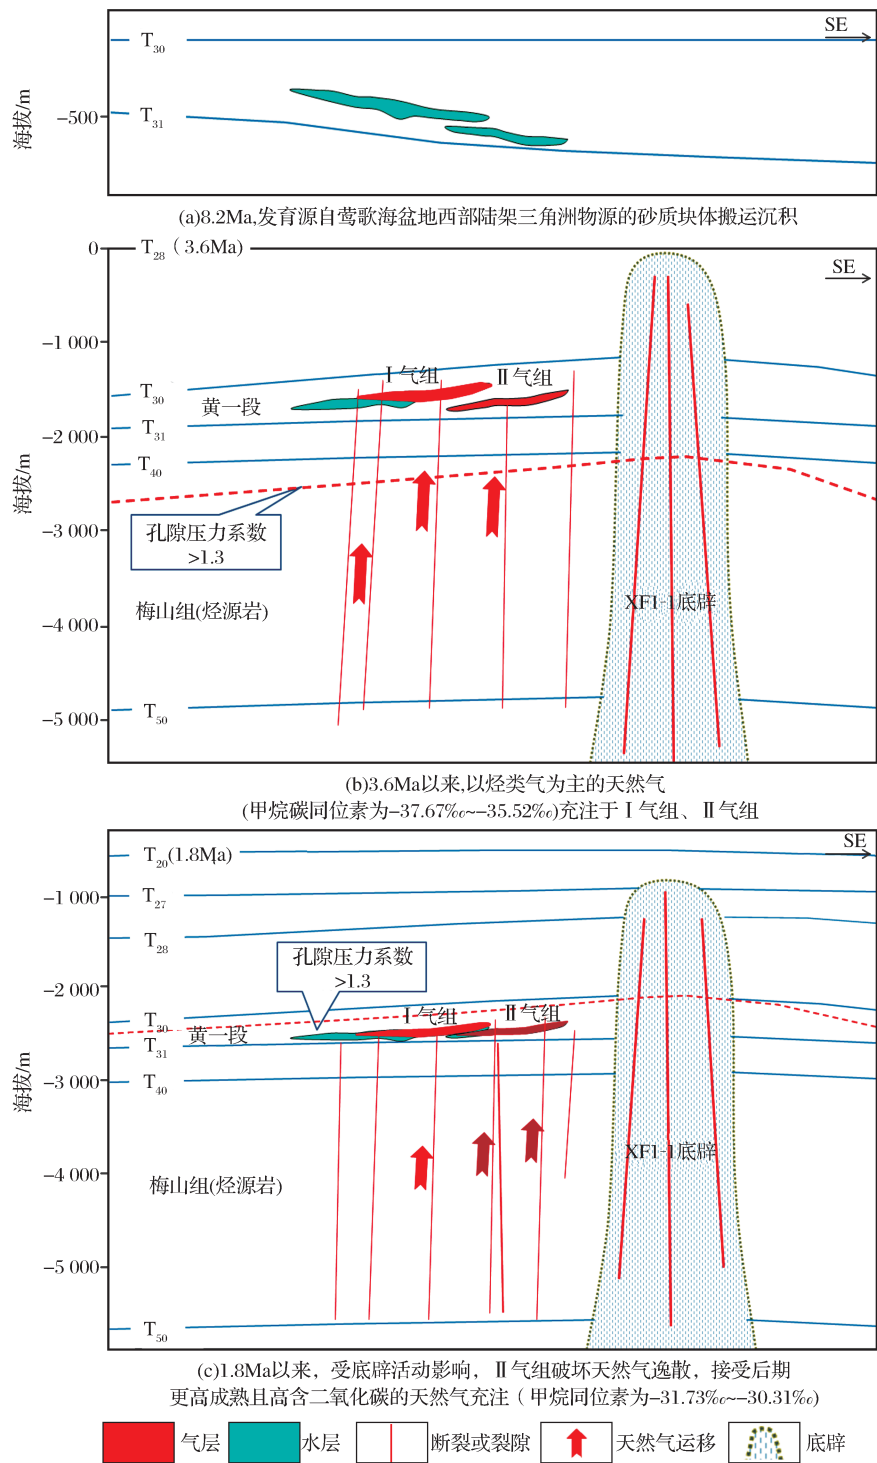 SE
T30
海拔/m
-500
T31
(a)8.2Ma,发育源自莺歌海盆地西部陆架三角洲物源的砂质块体搬运沉积
0
T28 ( 3.6Ma)
SE
-1 000
Ⅰ气组
Ⅱ气组
T30
黄一段
T31
-2 000
T40
海拔/m
孔隙压力系数
>1.3
-3 000
XF1-1底辟
梅山组(烃源岩)
-4 000
T50
-5 000
(b)3.6Ma以来,以烃类气为主的天然气
(甲烷碳同位素为-37.67‰~-35.52‰)充注于Ⅰ气组、Ⅱ气组
SE
T20(1.8Ma)
-1 000
T27
T28
孔隙压力系数
>1.3
-2 000
Ⅰ气组
Ⅱ气组
T30
黄一段
T31
-3 000
T40
海拔/m
XF1-1底辟
-4 000
梅山组(烃源岩)
-5 000
T50
(c)1.8Ma以来，受底辟活动影响，Ⅱ气组破坏天然气逸散，接受后期
更高成熟且高含二氧化碳的天然气充注（甲烷同位素为-31.73‰~-30.31‰)
气层
水层
断裂或裂隙
天然气运移
底辟